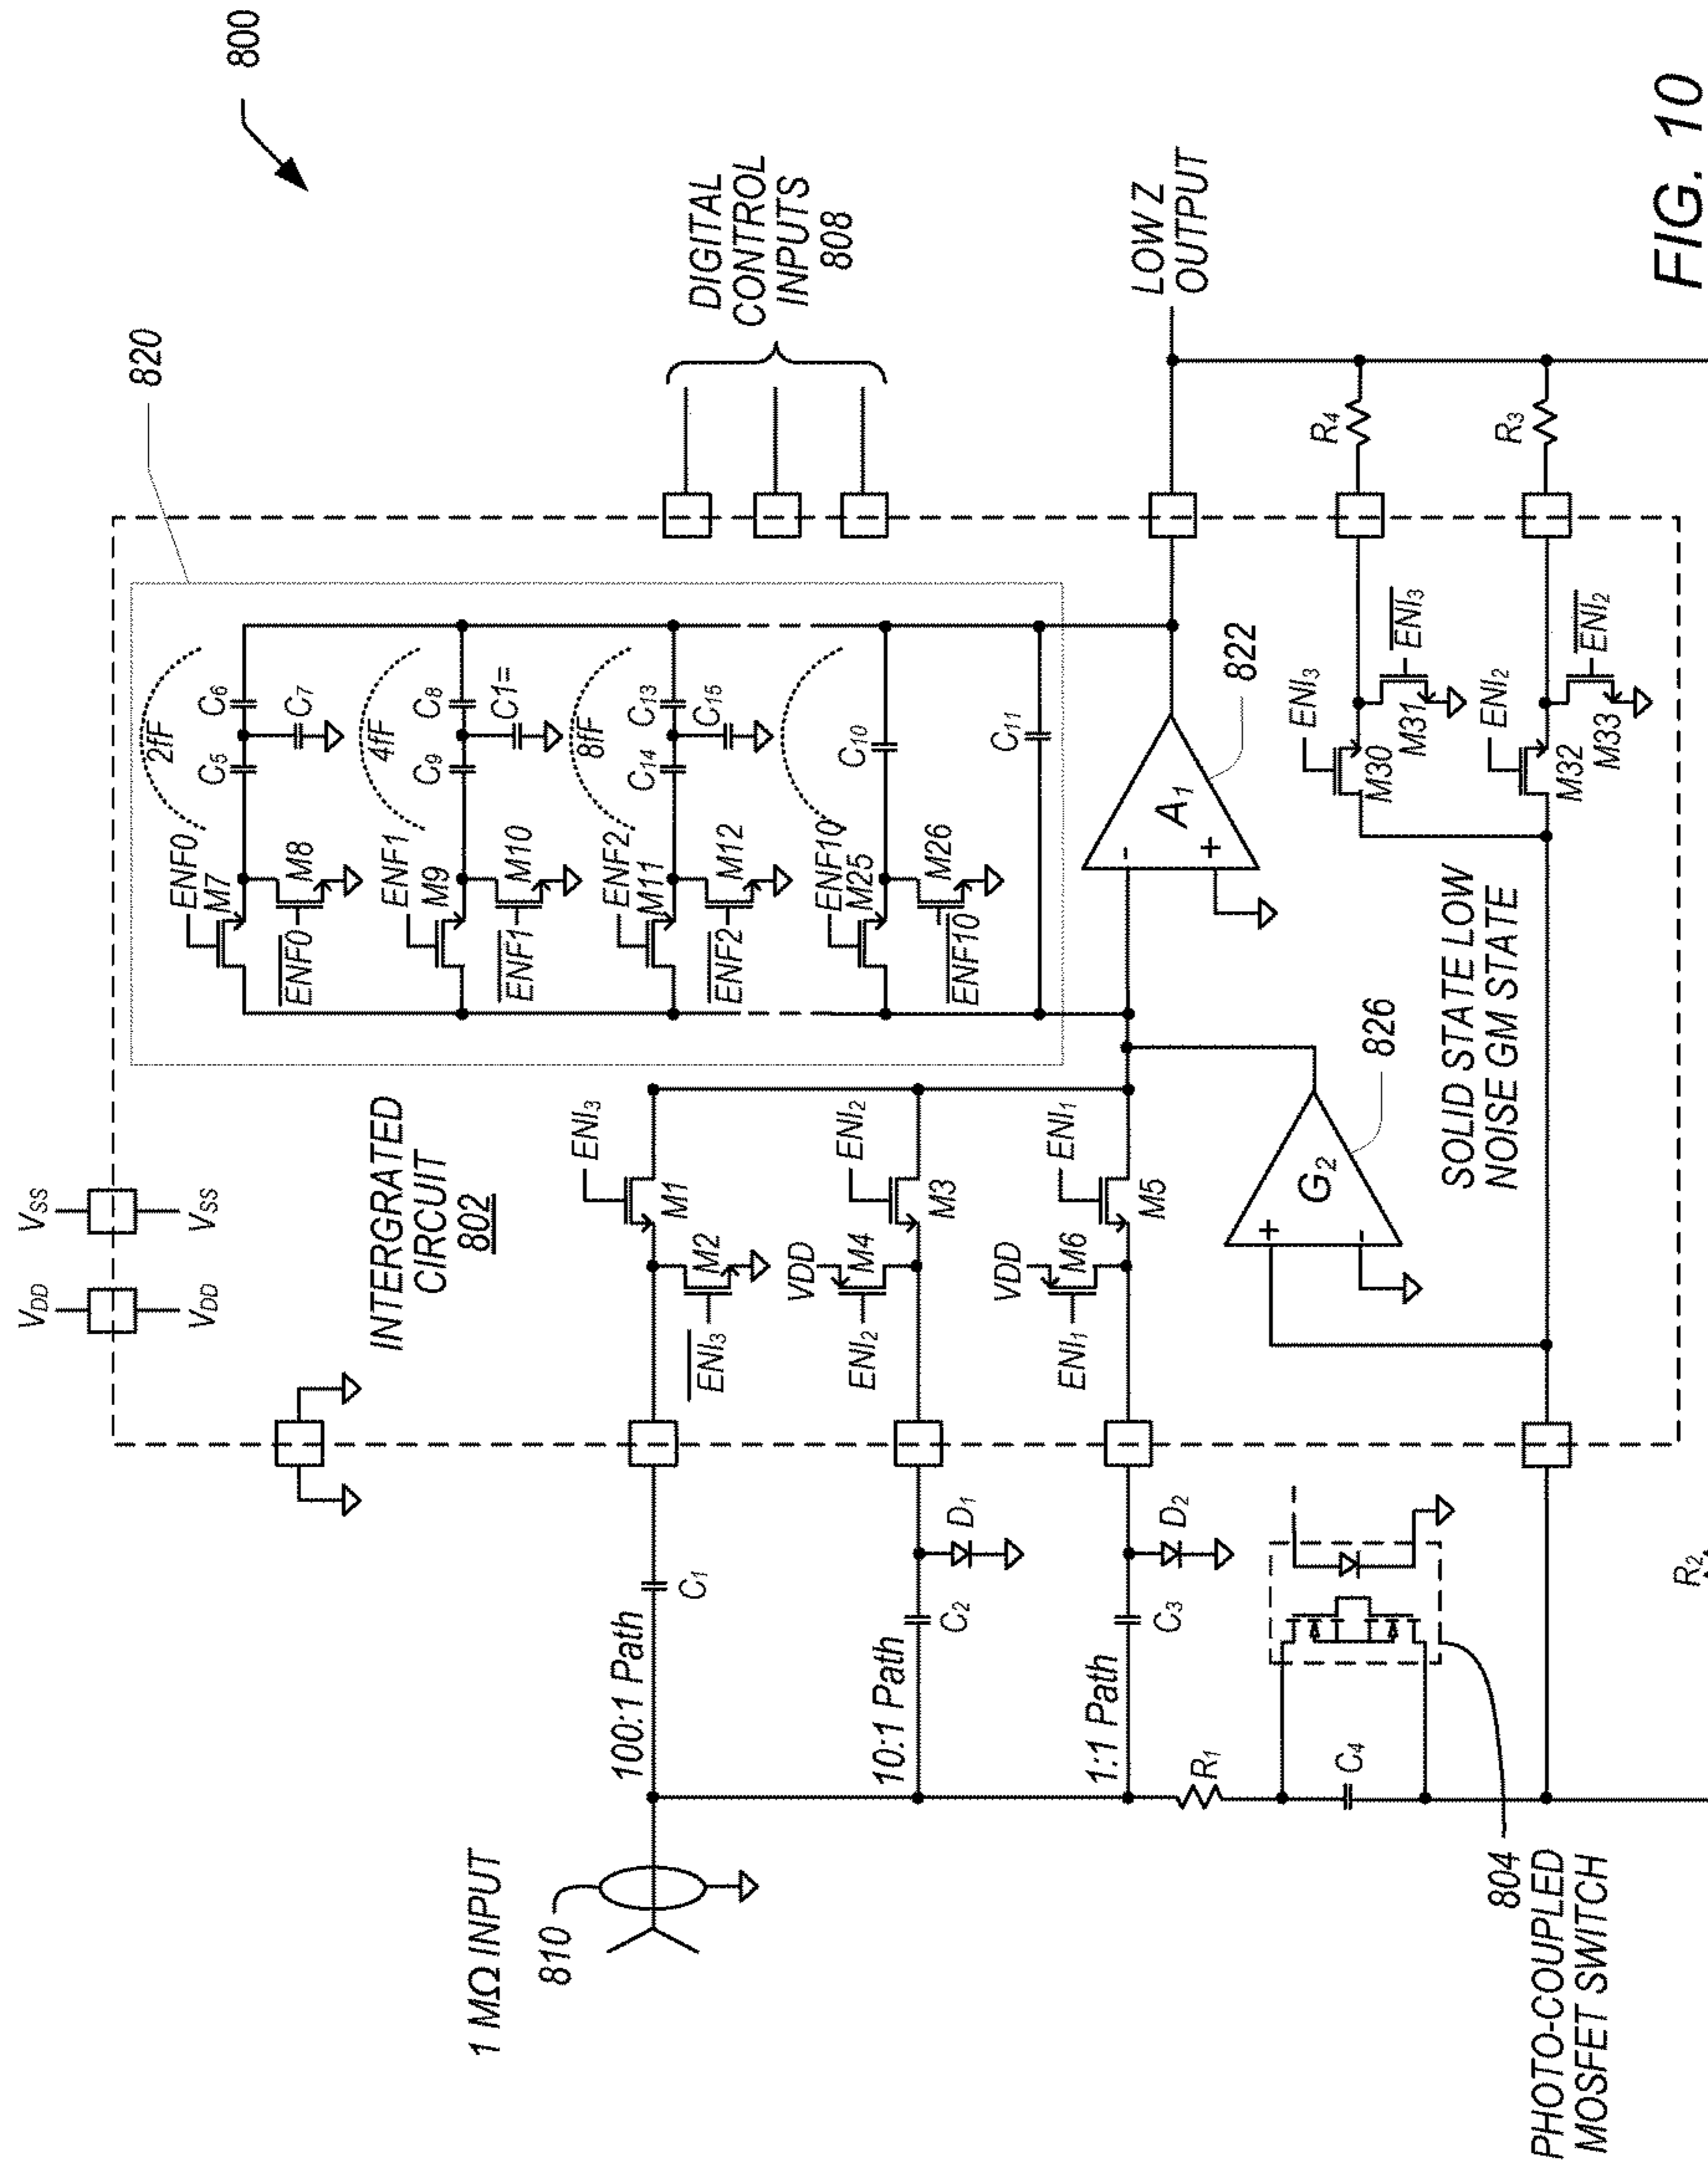 800
820
V_DD
V_SS
V_DD
V_SS
INTERGRATED
CIRCUIT
802
ENF0
M7
2fF
C5
C6
C7
M8
ENF0
ENF1
M9
4fF
C9
C8
C1=
M10
ENF1
ENF2
M11
8fF
C14
C13
C15
M12
ENF2
ENF10
M25
C10
M26
ENF10
C11
DIGITAL
CONTROL
INPUTS
808
1 MΩ INPUT
810
100:1 Path
C1
ENI3
M1
M2
ENI3
10:1 Path
C2
D1
VDD
M4
ENI2
ENI2
M3
1:1 Path
C3
D2
VDD
M6
ENI1
ENI1
M5
A1
-
+
822
LOW Z
OUTPUT
G2
+
-
826
R1
C4
804
PHOTO-COUPLED
MOSFET SWITCH
SOLID STATE LOW
NOISE GM STATE
ENI3
M30
M31
ENI3
R4
ENI2
M32
M33
ENI2
R3
R2
FIG. 10